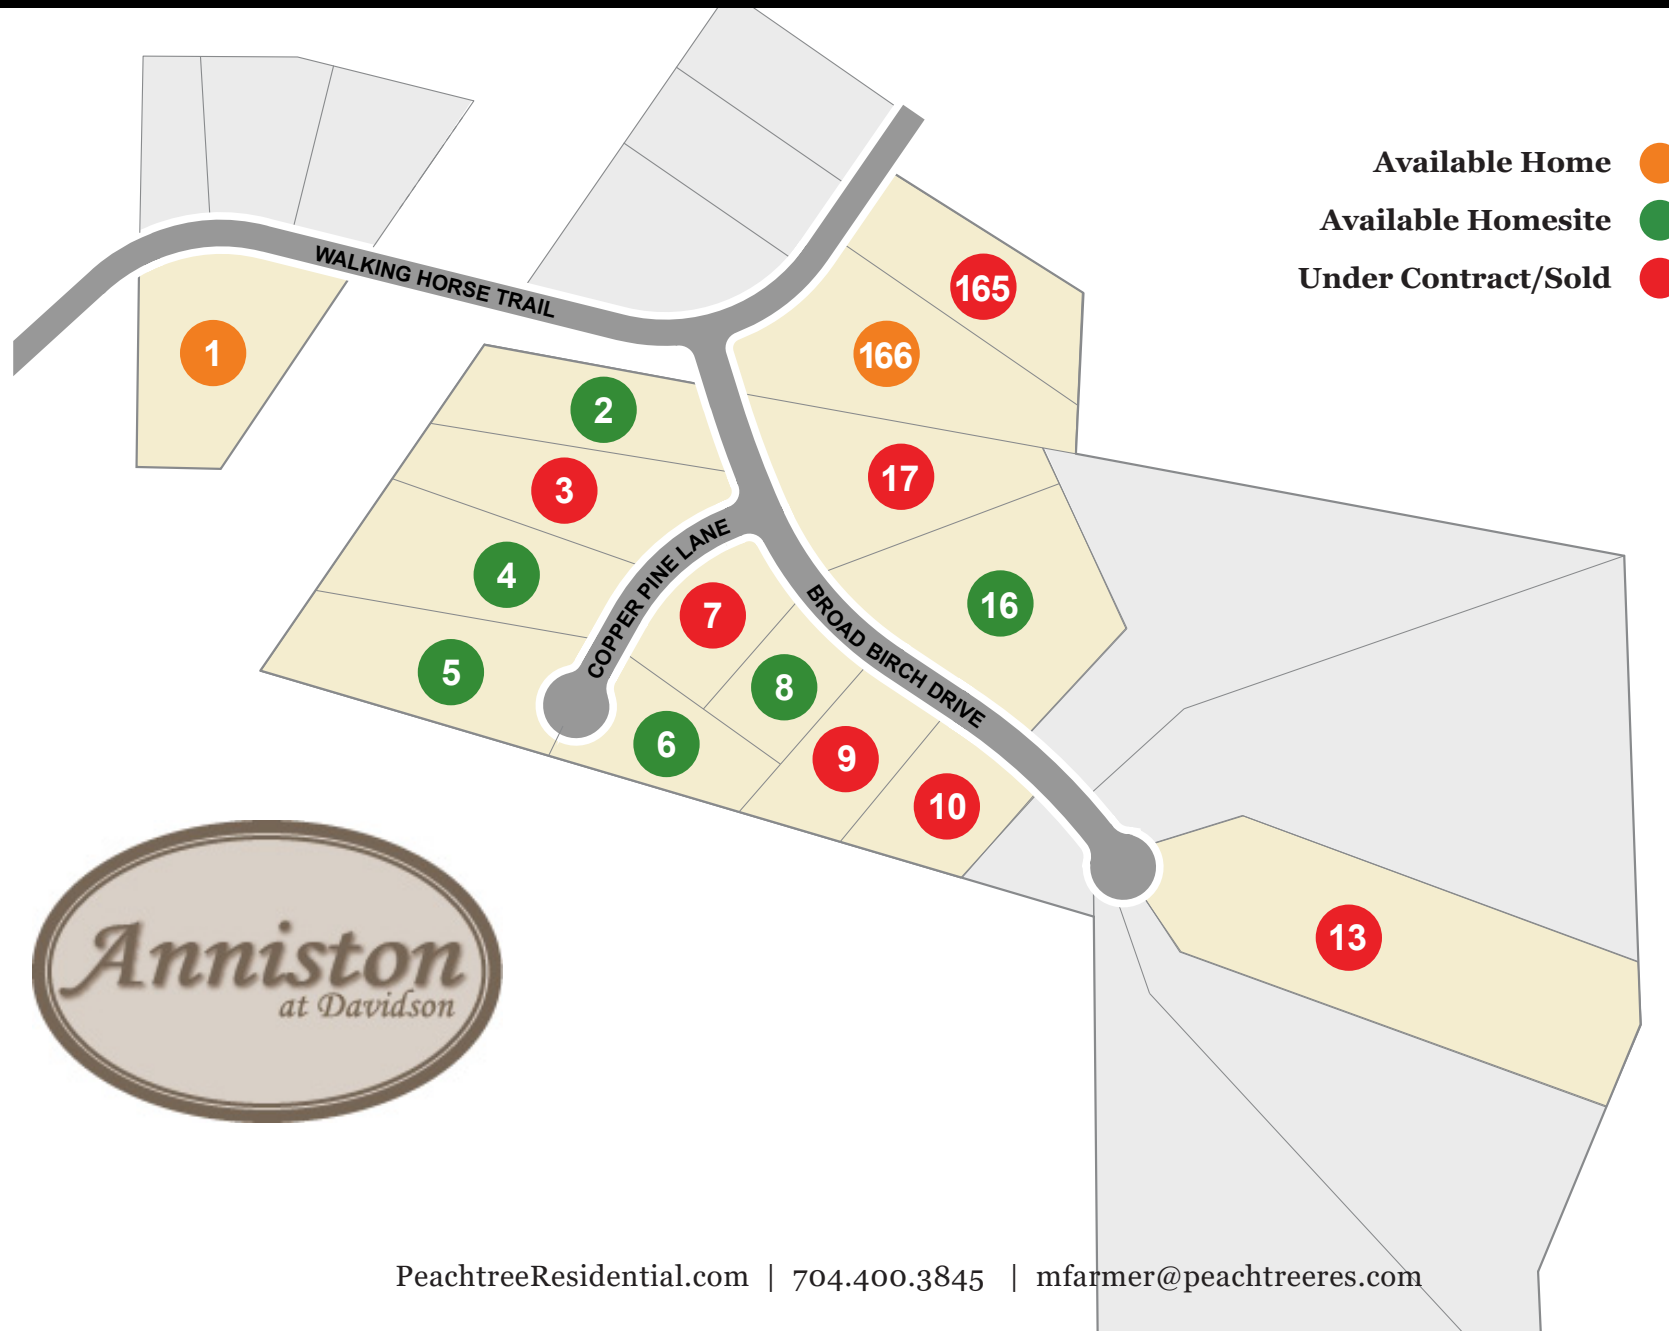 Available Home
Available Homesite
Under Contract/Sold
WALKING HORSE TRAIL
165
1
166
2
3
17
COPPER PINE LANE
4
16
7
BROAD BIRCH DRIVE
5
8
6
9
10
13
Anniston
at Davidson
PeachtreeResidential.com | 704.400.3845 | mfarmer@peachtreeres.com